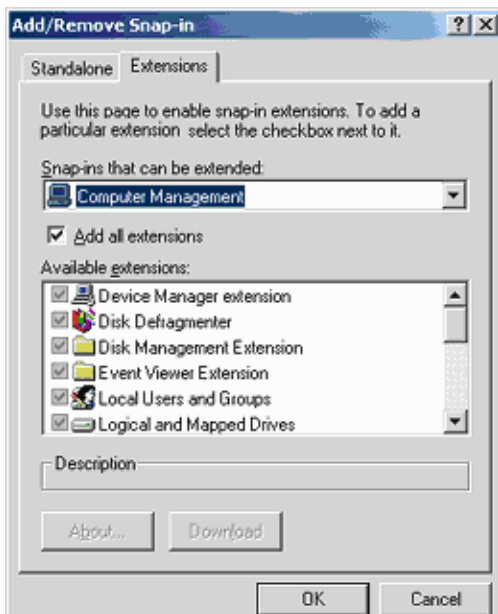 Add/Remove Snap-in
Standalone
Extensions
Use this page to enable snap-in extensions. To add a
particular extension select the checkbox next to it.
Snap-ins that can be extended:
Computer Management
Add all extensions
Available extensions:
Device Manager extension
Disk Defragmenter
Disk Management Extension
Event Viewer Extension
Local Users and Groups
Logical and Mapped Drives
Description
About...
Download
OK
Cancel